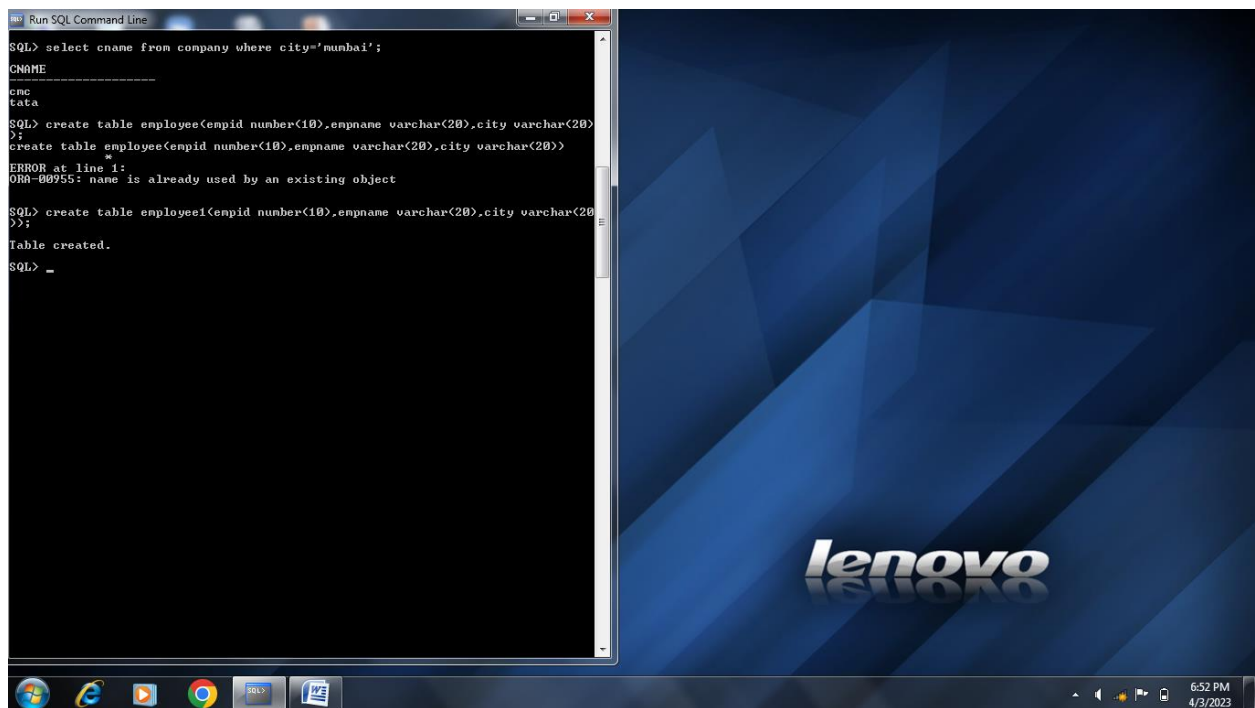 Run SQL Command Line
SQL> select cname from company where city='mumbai';
CNAME
--------------------
cmc
tata
SQL> create table employee(empid number(10),empname varchar(20),city varchar(20)
);
create table employee(empid number(10),empname varchar(20),city varchar(20))
*
ERROR at line 1:
ORA-00955: name is already used by an existing object
SQL> create table employee1(empid number(10),empname varchar(20),city varchar(20
));
Table created.
SQL> _
lenovo
SQL>
W
6:52 PM
4/3/2023